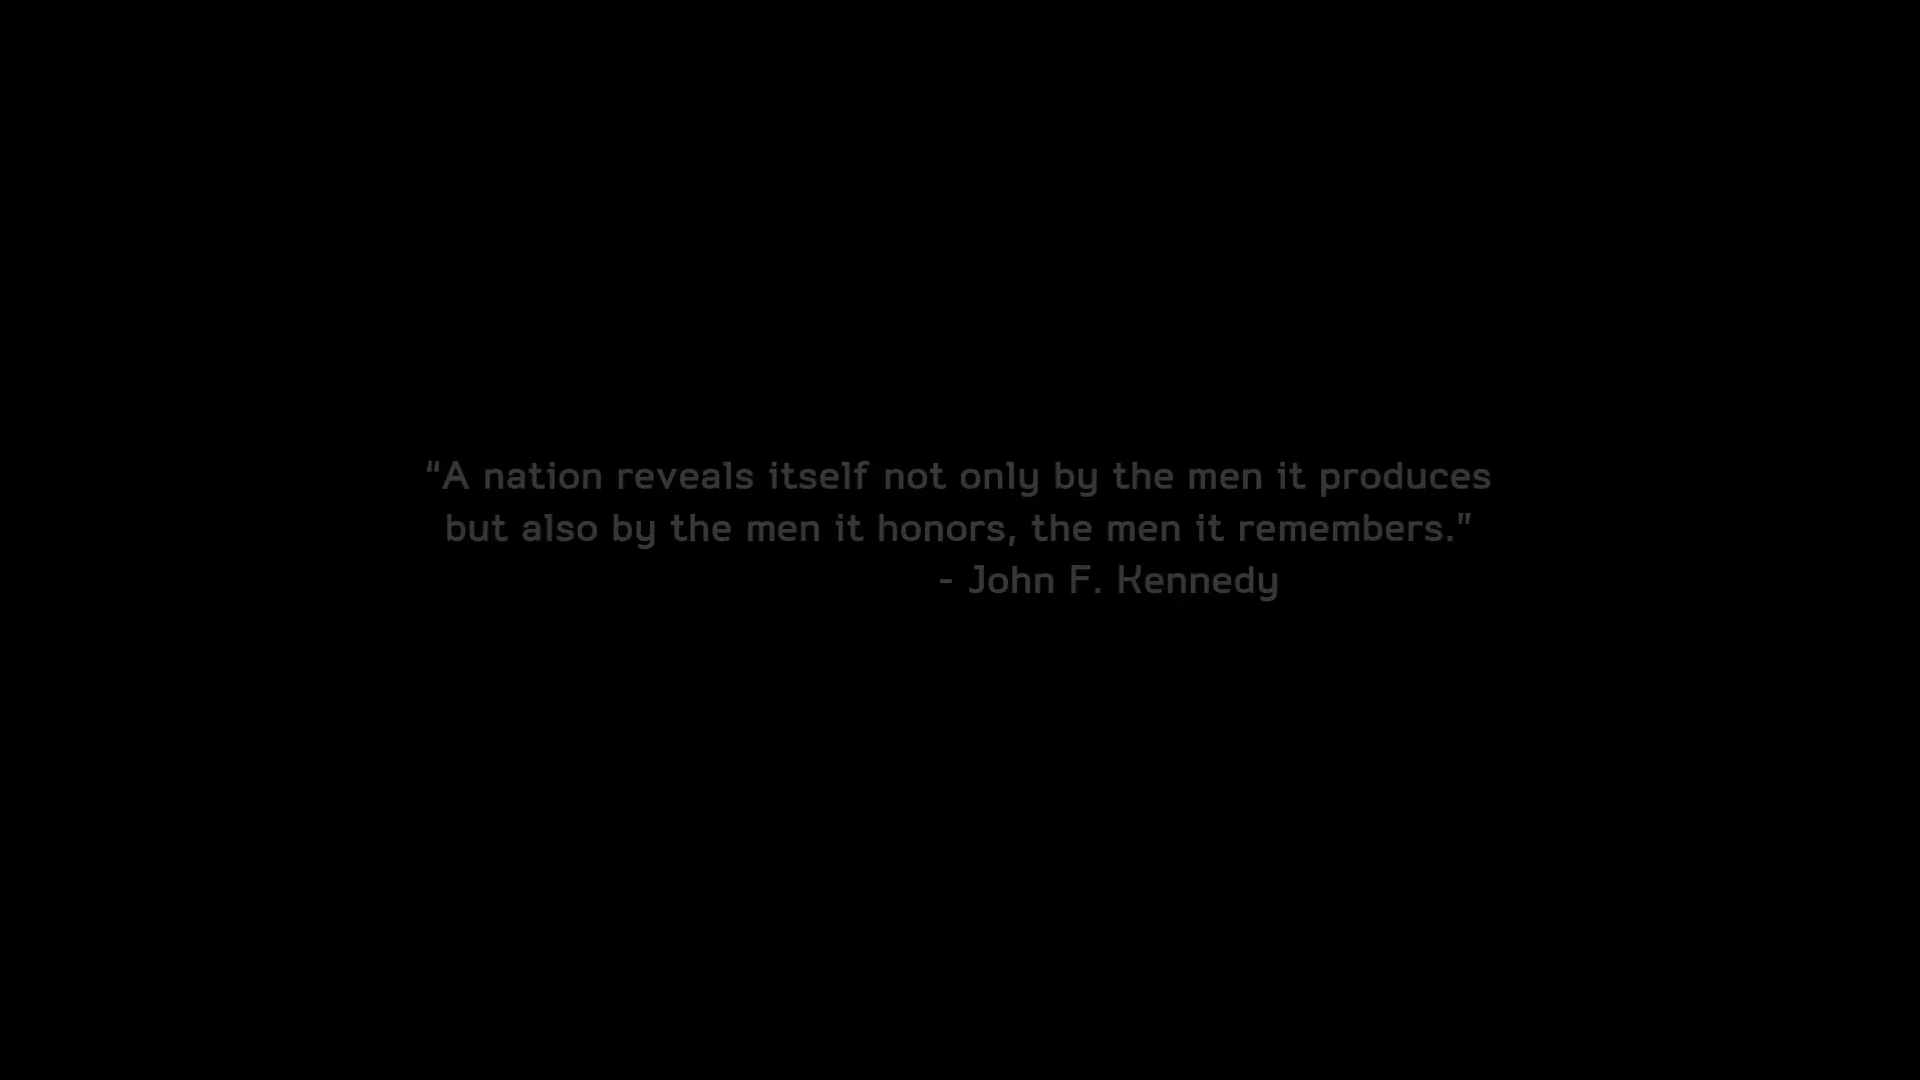 “A nation reveals itself not only by the men it produces
but also by the men it honors, the men it remembers.”
- John F. Kennedy